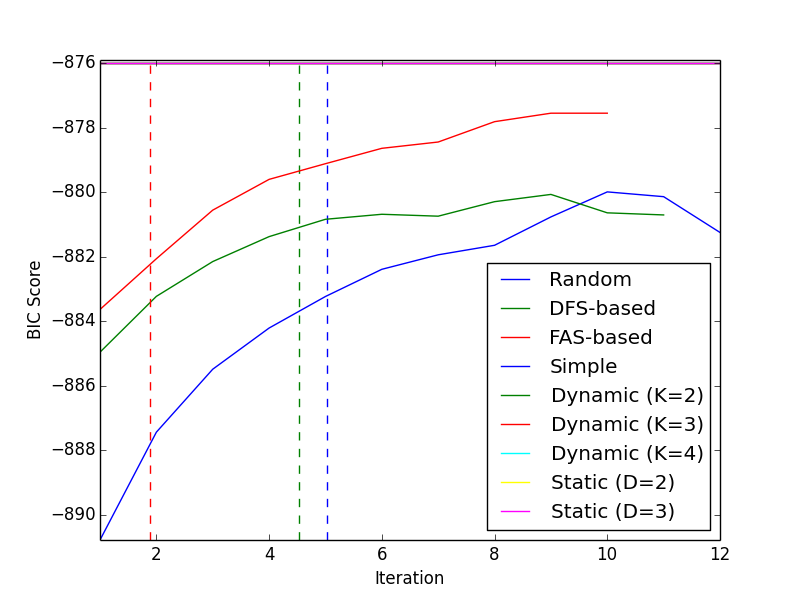 −876
−878
−880
−882
−884
−886
−888
−890
BIC Score
2
4
6
8
10
12
Iteration
Random
DFS-based
FAS-based
Simple
Dynamic (K=2)
Dynamic (K=3)
Dynamic (K=4)
Static (D=2)
Static (D=3)